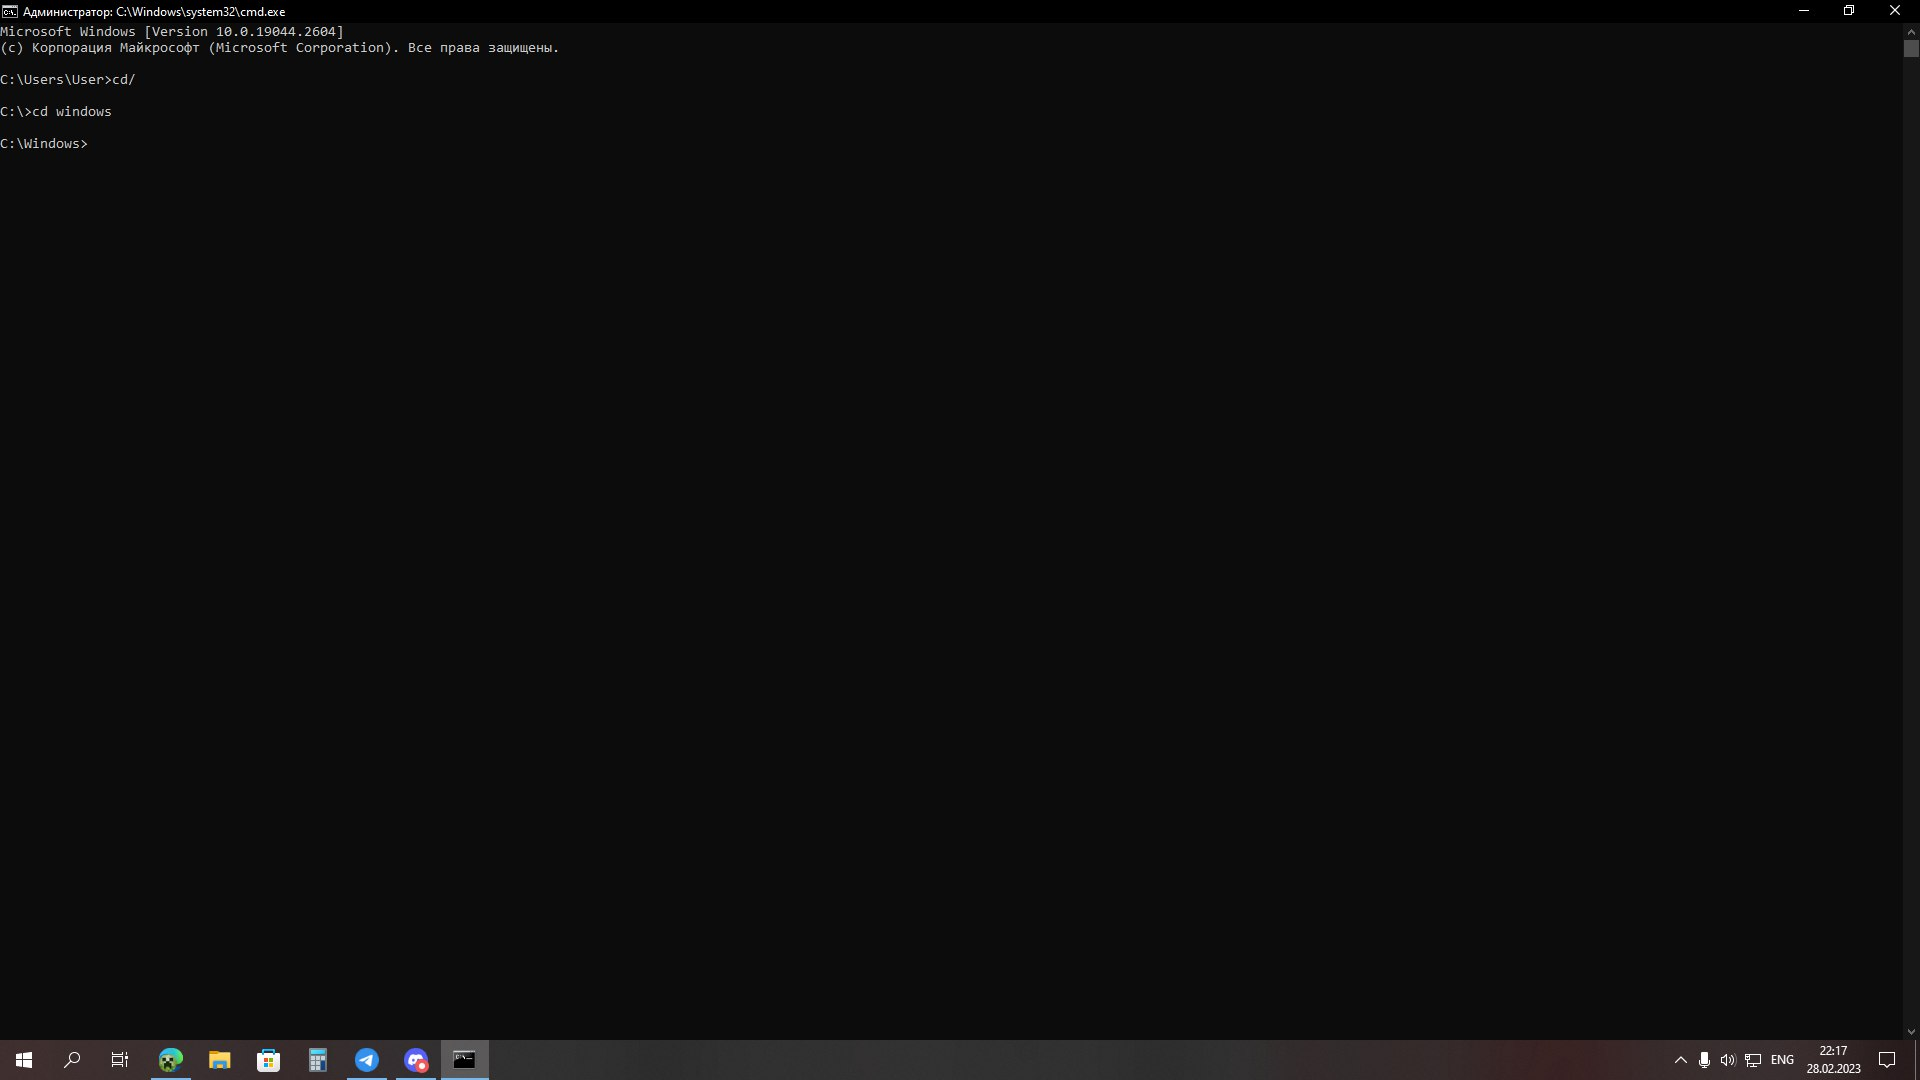 Администратор: C:\Windows\system32\cmd.exe
Microsoft Windows [Version 10.0.19044.2604]
(c) Корпорация Майкрософт (Microsoft Corporation). Все права защищены.
C:\Users\User>cd/
C:\>cd windows
C:\Windows>
ENG
22:17
28.02.2023